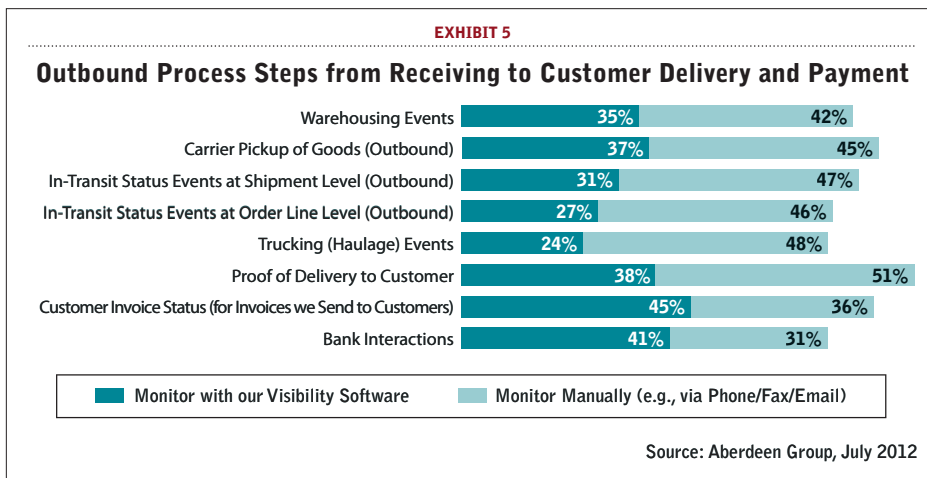 EXHIBIT 5
Outbound Process Steps from Receiving to Customer Delivery and Payment
Warehousing Events 35% 42%
Carrier Pickup of Goods (Outbound) 37% 45%
In-Transit Status Events at Shipment Level (Outbound) 31% 47%
In-Transit Status Events at Order Line Level (Outbound) 27% 46%
Trucking (Haulage) Events 24% 48%
Proof of Delivery to Customer 38% 51%
Customer Invoice Status (for Invoices we Send to Customers) 45% 36%
Bank Interactions 41% 31%
Monitor with our Visibility Software Monitor Manually (e.g., via Phone/Fax/Email)
Source: Aberdeen Group, July 2012